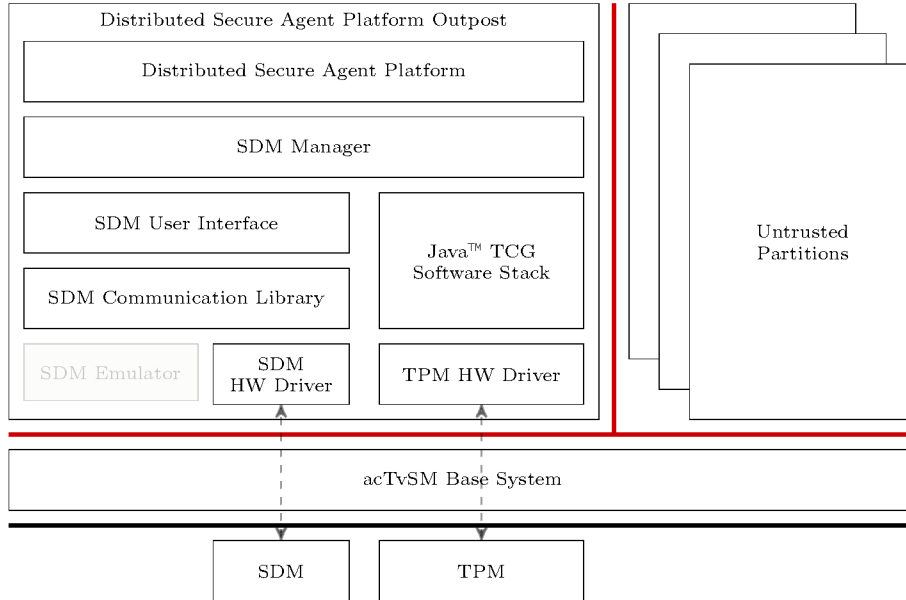 Distributed Secure Agent Platform Outpost
Distributed Secure Agent Platform
SDM Manager
SDM User Interface
Java™ TCG
Software Stack
SDM Communication Library
SDM Emulator
SDM
HW Driver
TPM HW Driver
Untrusted
Partitions
acTvSM Base System
SDM
TPM